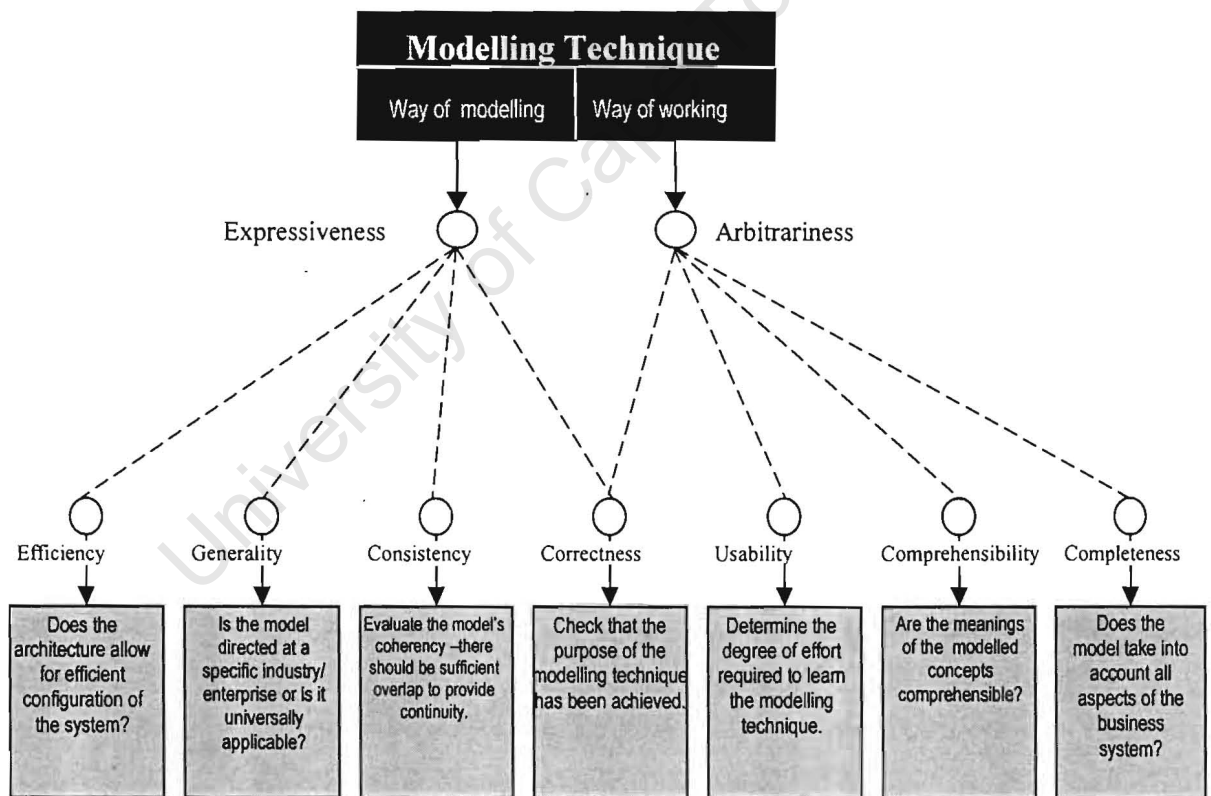 Modelling Technique
Way of modelling
Way of working
Expressiveness
Arbitrariness
Efficiency
Generality
Consistency
Correctness
Usability
Comprehensibility
Completeness
Does the
architecture allow
for efficient
configuration of
the system?
Is the model
directed at a
specific industry/
enterprise or is it
universally
applicable?
Evaluate the model's
coherency –there
should be sufficient
overlap to provide
continuity.
Check that the
purpose of the
modelling technique
has been achieved.
Determine the
degree of effort
required to learn
the modelling
technique.
Are the meanings
of the modelled
concepts
comprehensible?
Does the
model take into
account all
aspects of the
business
system?
University of Cape To